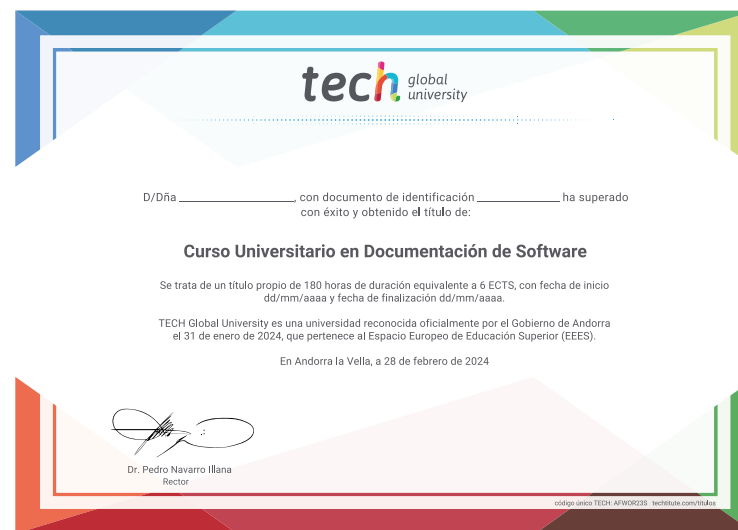 tech global university
D/Dña ______________, con documento de identificación __________ ha superado
con éxito y obtenido el título de:
Curso Universitario en Documentación de Software
Se trata de un título propio de 180 horas de duración equivalente a 6 ECTS, con fecha de inicio
dd/mm/aaaa y fecha de finalización dd/mm/aaaa.
TECH Global University es una universidad reconocida oficialmente por el Gobierno de Andorra
el 31 de enero de 2024, que pertenece al Espacio Europeo de Educación Superior (EEES).
En Andorra la Vella, a 28 de febrero de 2024
Dr. Pedro Navarro Illana
Rector
código único TECH: AFWOR23S techtitute.com/titulos